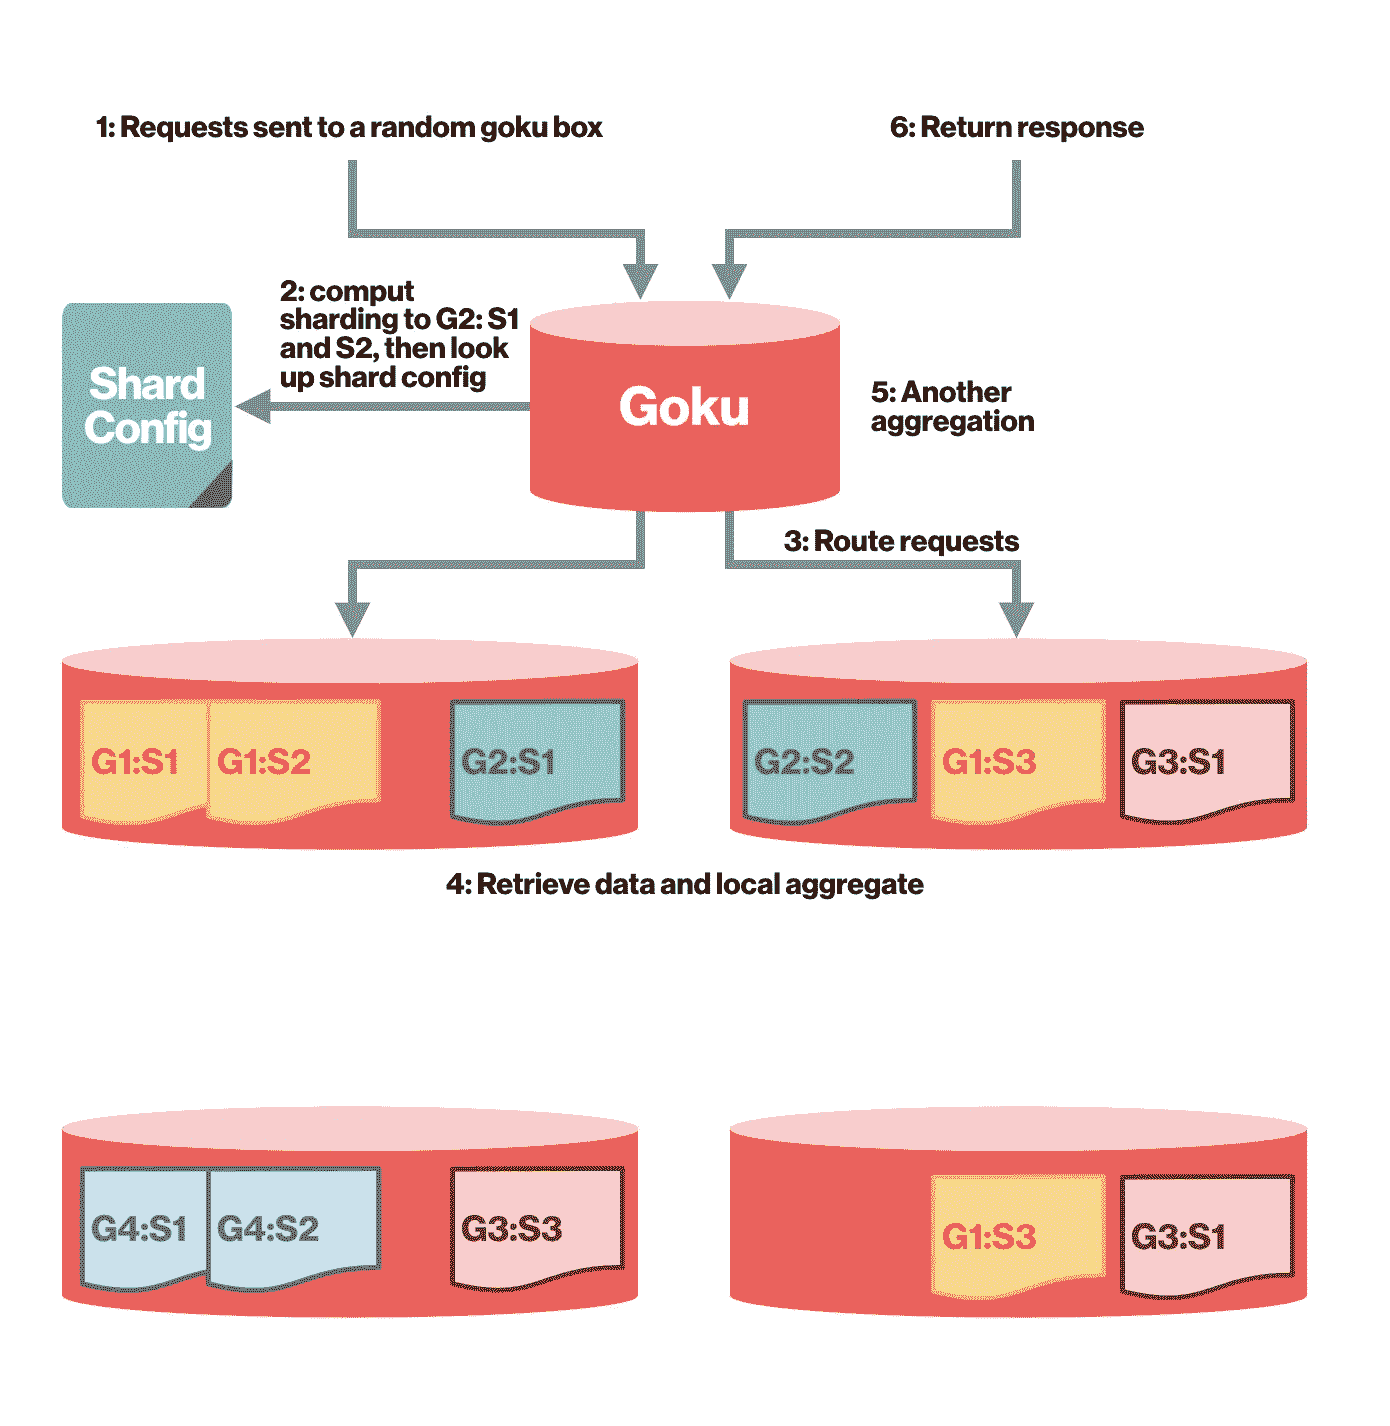 1: Requests sent to a random goku box
6: Return response
2: comput
sharding to G2: S1
and S2, then look
up shard config
Shard
Config
Goku
5: Another
aggregation
3: Route requests
G1:S1
G1:S2
G2:S1
G2:S2
G1:S3
G3:S1
4: Retrieve data and local aggregate
G4:S1
G4:S2
G3:S3
G1:S3
G3:S1